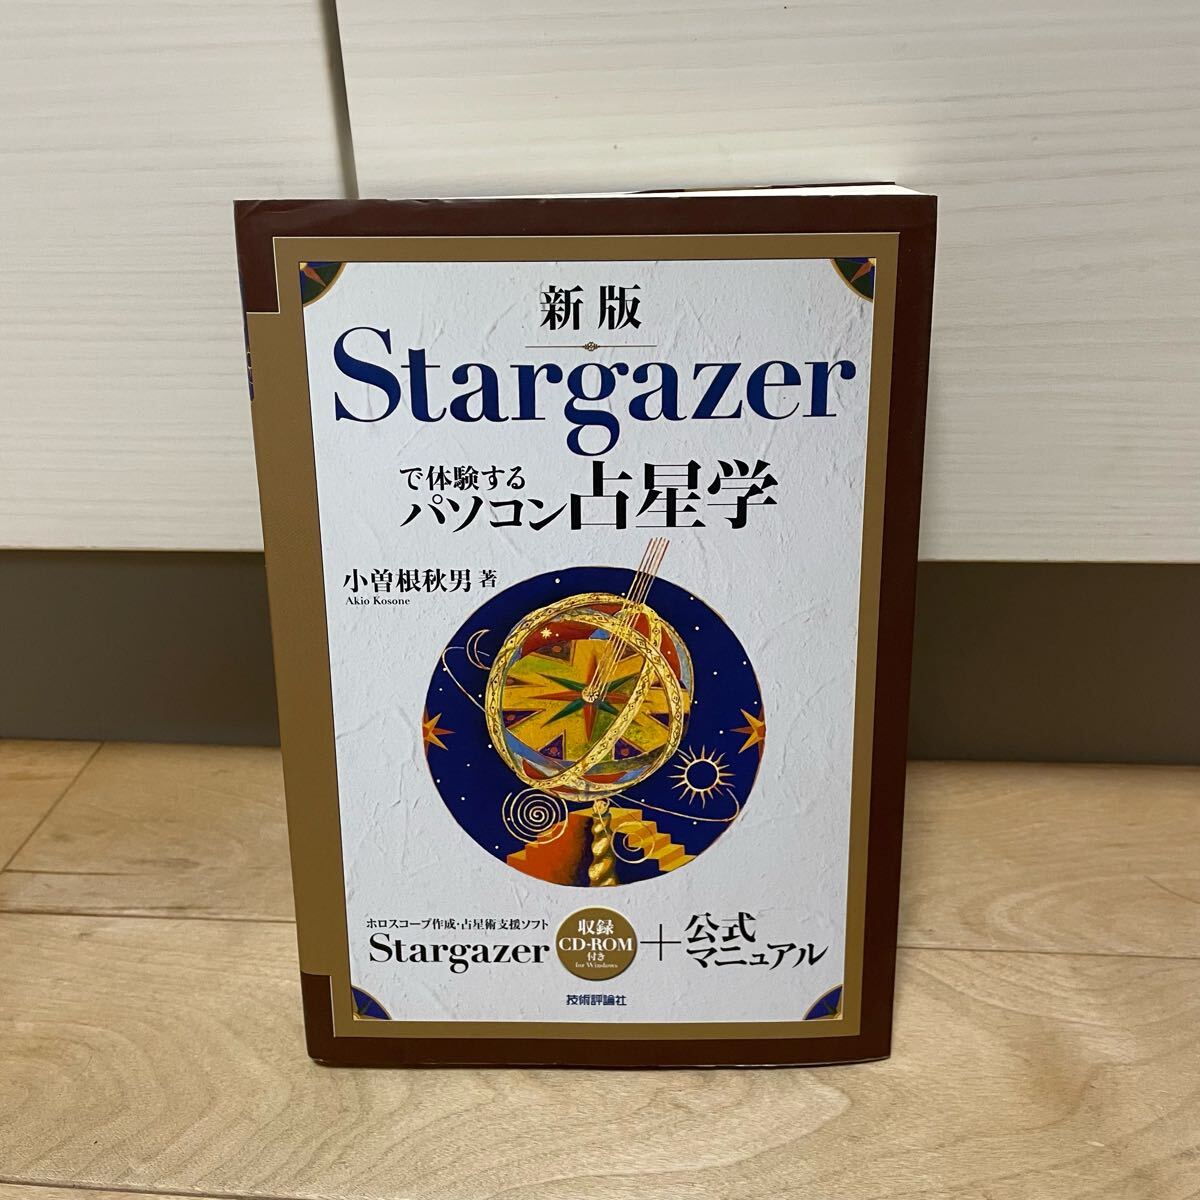 新版
Stargazer
で体験する
パソコン占星学
小曽根秋男 著
Akio Kosone
ホロスコープ作成・占星術支援ソフト
Stargazer
収録
CD-ROM
付き
for Windows
＋
公式
マニュアル
技術評論社